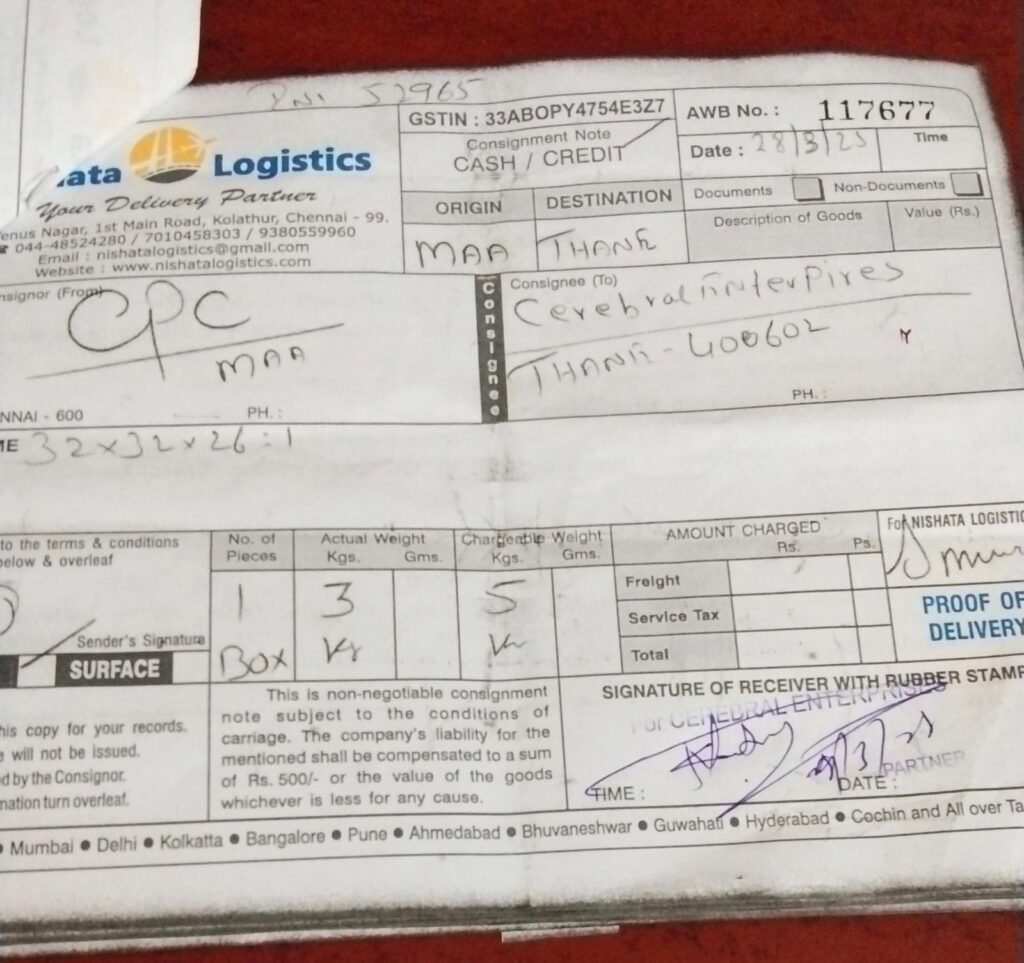 52965
GSTIN : 33ABOPY4754E3Z7
AWB No. : 117677
Consignment Note
CASH / CREDIT
Date : 28/3/25
Time
ata Logistics
Your Delivery Partner
enus Nagar, 1st Main Road, Kolathur, Chennai - 99.
044-48524280 / 7010458303 / 9380559960
Email : nishatalogistics@gmail.com
Website : www.nishatalogistics.com
ORIGIN DESTINATION
MAA THANE
Documents Non-Documents
Description of Goods Value (Rs.)
nsignor (From)
CPC
MAA
NNAI - 600 PH. :
Consignee
Consignee (To)
Cerebral Enterpires
THANE - 400602
PH. :
ME 32x32x26:1
to the terms & conditions
below & overleaf
Sender's Signature
SURFACE
No. of Pieces
Actual Weight
Kgs. Gms.
Chargeable Weight
Kgs. Gms.
1 3 5
BOX
AMOUNT CHARGED
Rs. Ps.
Freight
Service Tax
Total
For NISHATA LOGISTIC
PROOF OF
DELIVERY
his copy for your records.
e will not be issued.
d by the Consignor.
mation turn overleaf.
This is non-negotiable consignment
note subject to the conditions of
carriage. The company's liability for the
mentioned shall be compensated to a sum
of Rs. 500/- or the value of the goods
whichever is less for any cause.
SIGNATURE OF RECEIVER WITH RUBBER STAMP
For CEREBRAL ENTERPRISES
PARTNER
TIME : DATE :
● Mumbai ● Delhi ● Kolkatta ● Bangalore ● Pune ● Ahmedabad ● Bhuvaneshwar ● Guwahati ● Hyderabad ● Cochin and All over Ta